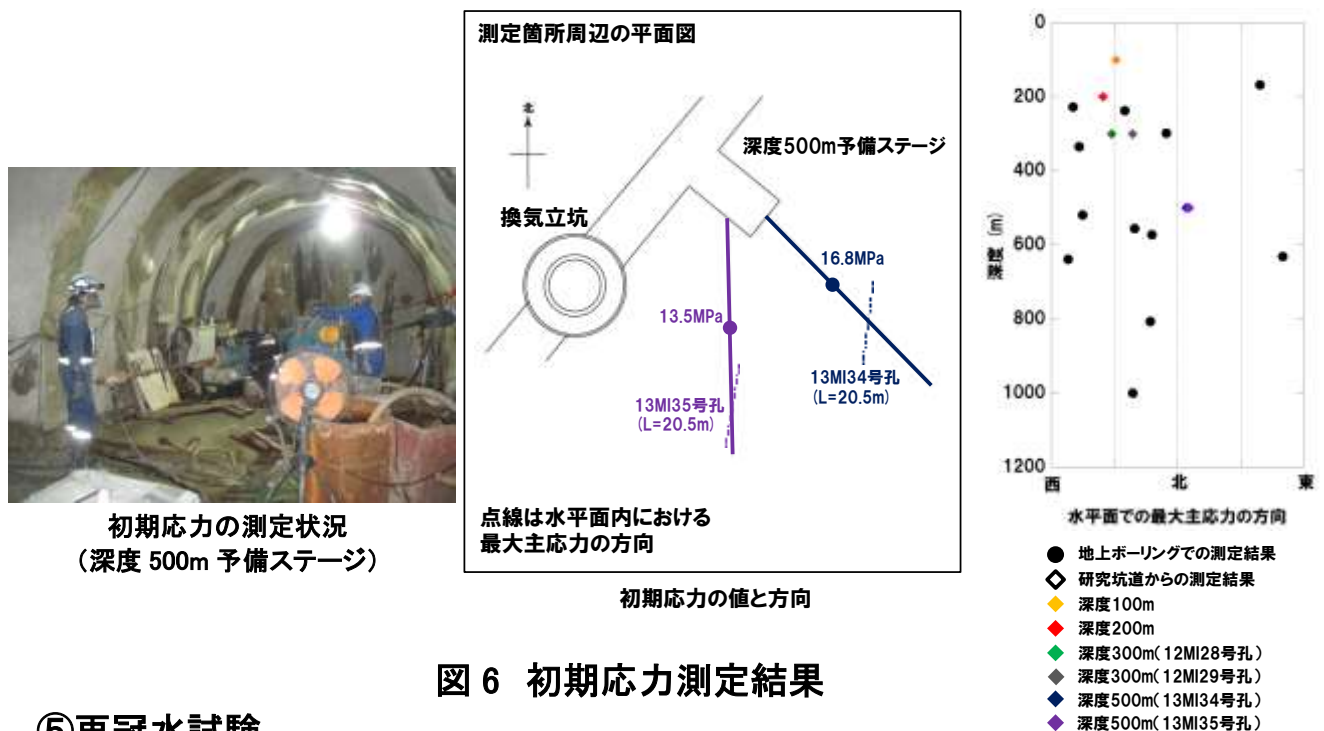 測定箇所周辺の平面図
北
深度500m予備ステージ
換気立坑
16.8MPa
13.5MPa
13MI34号孔
(L=20.5m)
13MI35号孔
(L=20.5m)
点線は水平面内における
最大主応力の方向
初期応力の測定状況
(深度 500m 予備ステージ)
初期応力の値と方向
0
200
400
600
800
1000
1200
深度 (m)
西
北
東
水平面での最大主応力の方向
地上ボーリングでの測定結果
研究坑道からの測定結果
深度100m
深度200m
深度300m(12MI28号孔)
深度300m(12MI29号孔)
深度500m(13MI34号孔)
深度500m(13MI35号孔)
図 6 初期応力測定結果
⑤再冠水試験